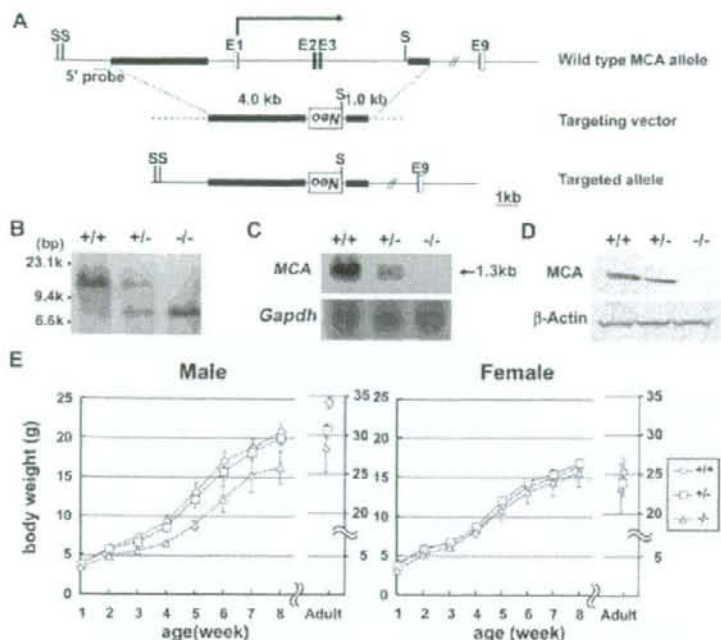 A
SS
E1
E2E3
S
E9
Wild type MCA allele
5' probe
4.0 kb
S
1.0 kb
Neo
Targeting vector
SS
Neo
S
E9
Targeted allele
1kb
B
(bp)
+/+ +/- -/-
23.1k
9.4k
6.6k
C
+/+ +/- -/-
MCA
←1.3kb
Gapdh
D
+/+ +/- -/-
MCA
β-Actin
E
Male
body weight (g)
25
20
15
10
5
0
35
30
25
20
5
1 2 3 4 5 6 7 8 Adult
age(week)
Female
25
20
15
10
5
0
35
30
25
20
5
1 2 3 4 5 6 7 8 Adult
age(week)
+/+
+/-
-/-